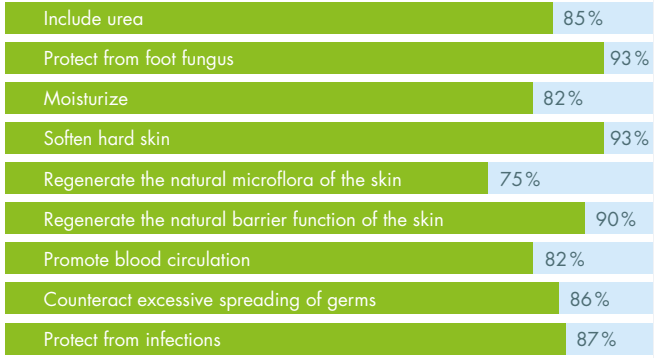 Include urea 85 %
Protect from foot fungus 93 %
Moisturize 82 %
Soften hard skin 93 %
Regenerate the natural microflora of the skin 75 %
Regenerate the natural barrier function of the skin 90 %
Promote blood circulation 82 %
Counteract excessive spreading of germs 86 %
Protect from infections 87 %